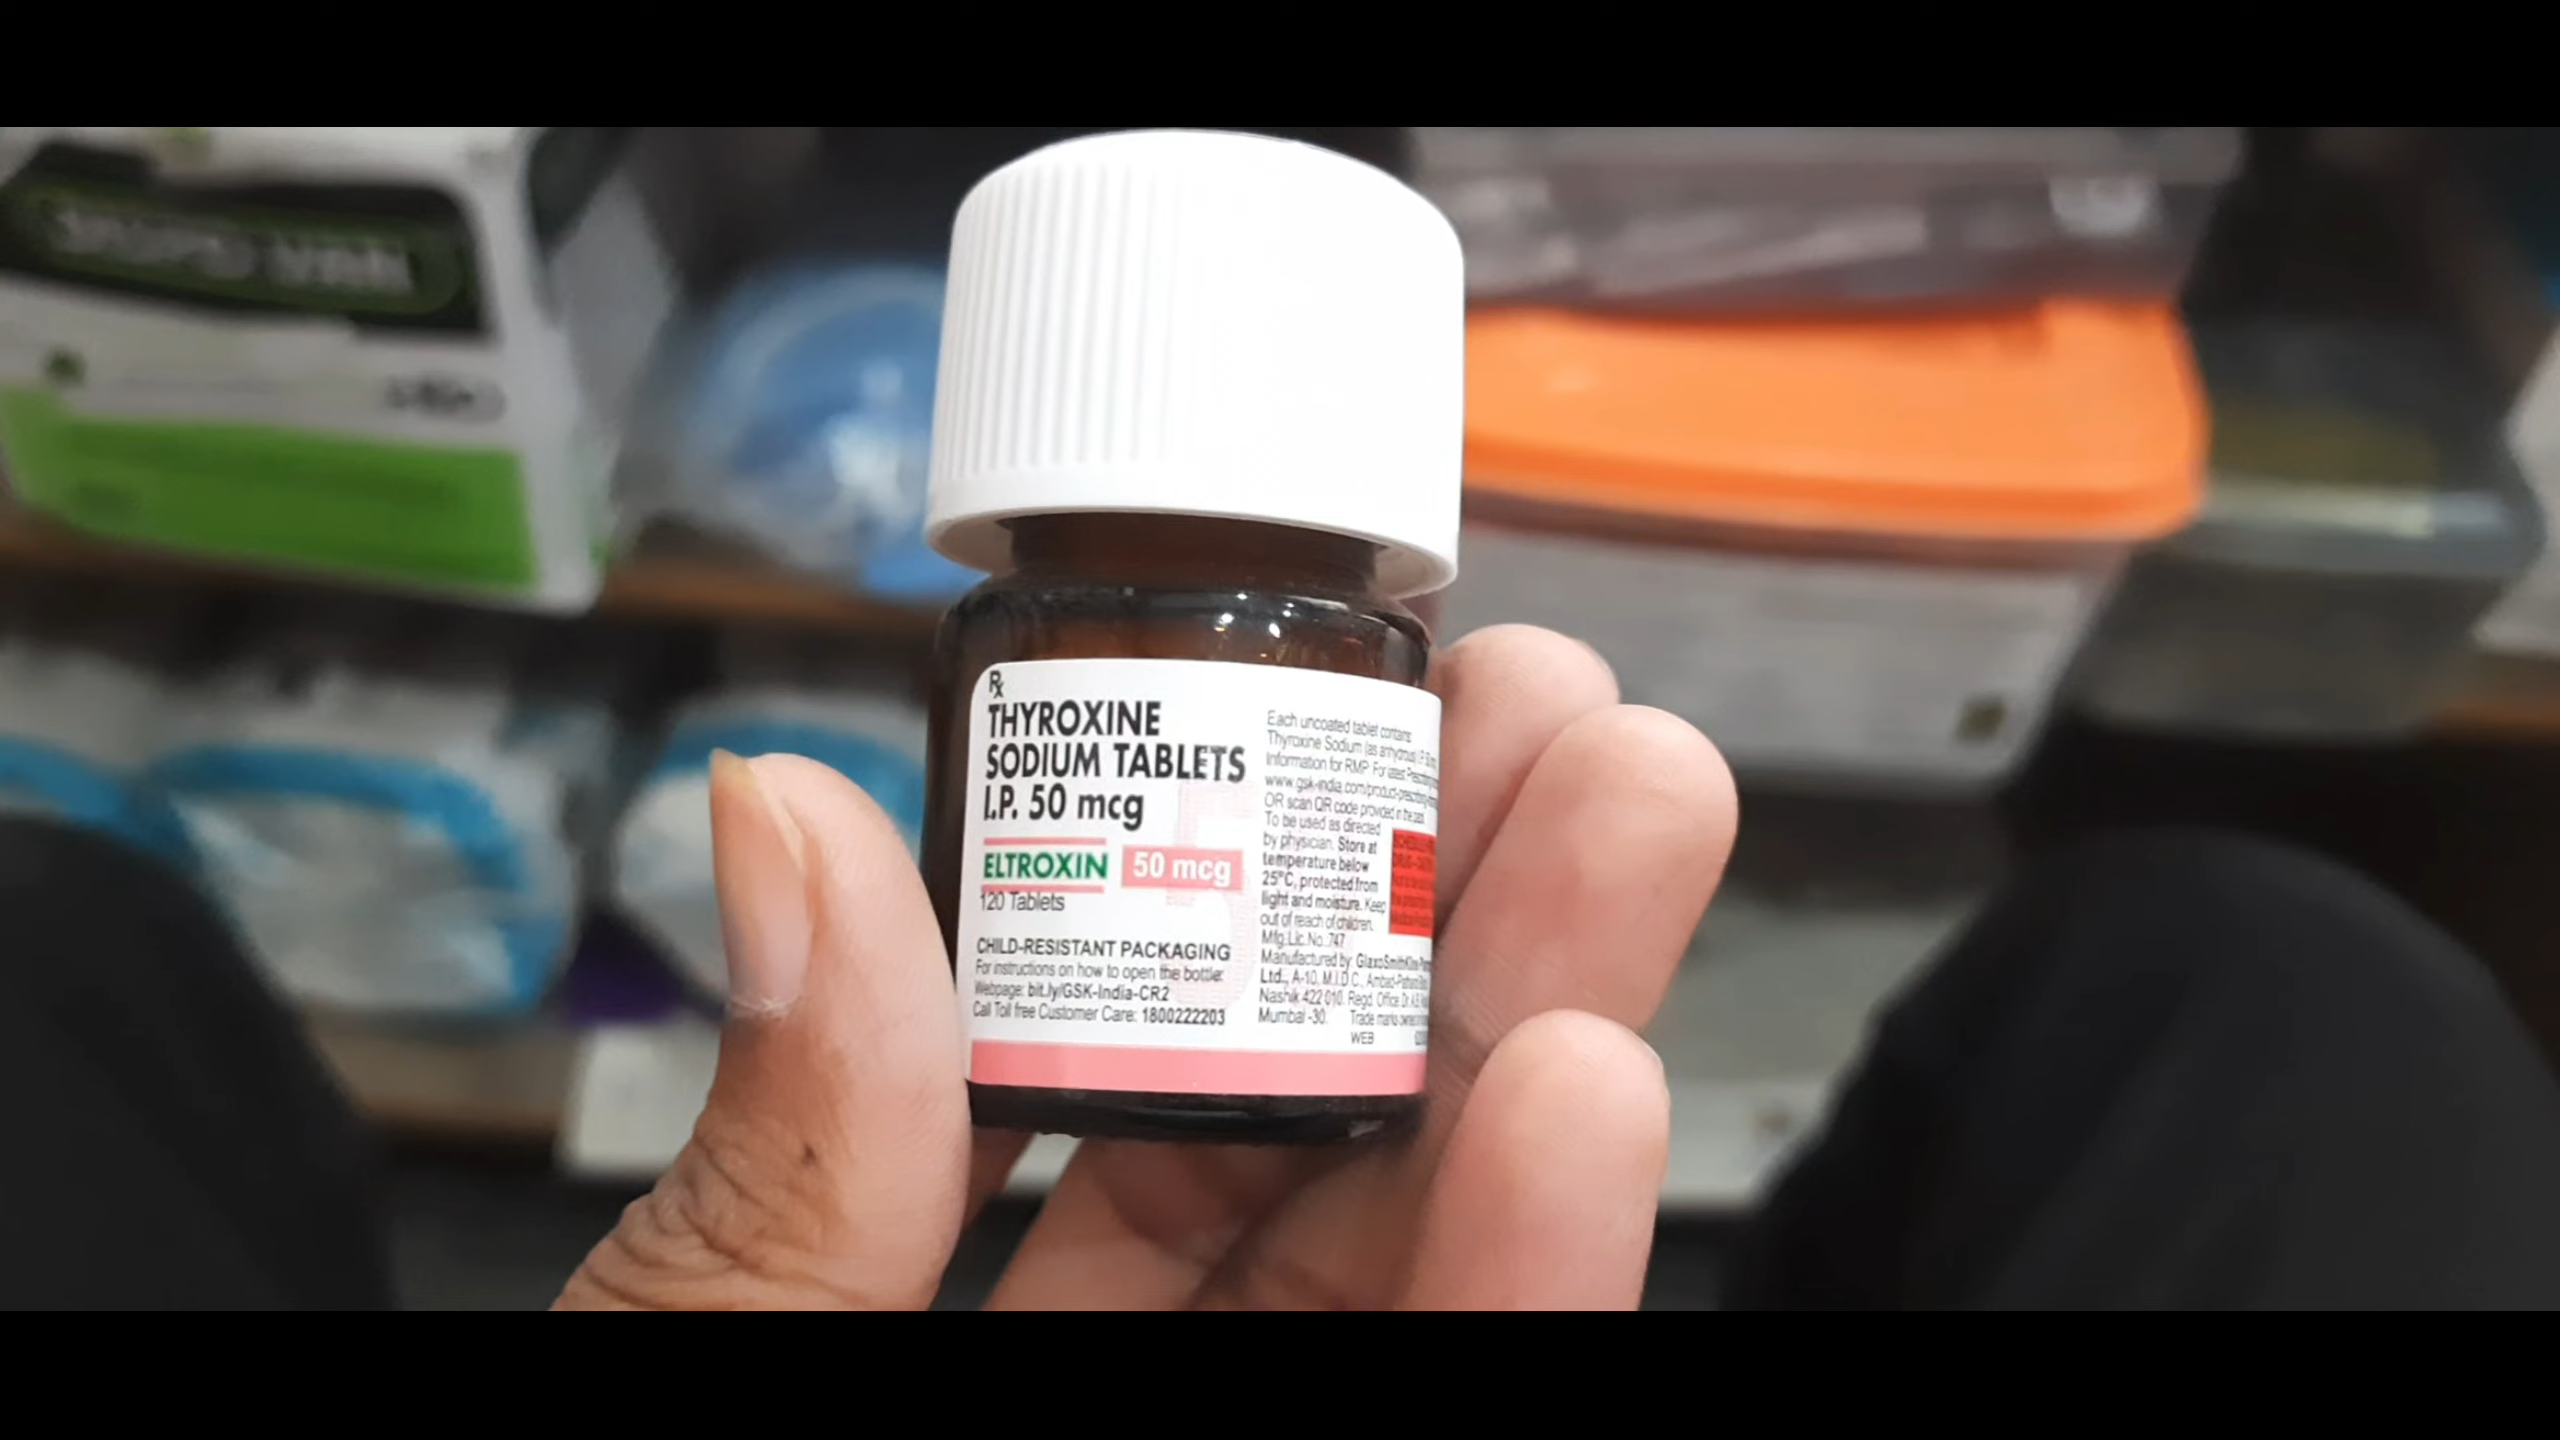 Rx
THYROXINE
SODIUM TABLETS
I.P. 50 mcg
ELTROXIN 50 mcg
120 Tablets
CHILD-RESISTANT PACKAGING
For instructions on how to open the bottle:
Webpage: bit.ly/GSK-India-CR2
Call Toll free Customer Care: 1800222203
Each uncoated tablet contains:
Thyroxine Sodium (as anhydrous) I.P.
Information for RMP: For latest
www.gsk-india.com/product-prescribing
OR scan QR code provided in the pack
To be used as directed
by physician. Store at
temperature below
25°C, protected from
light and moisture. Keep
out of reach of children.
Mfg.Lic.No.:747
Manufactured by: GlaxoSmithKline
Ltd., A-10, M.I.D.C.,
Nashik 422 010. Regd. Office:
Mumbai -30. Trade marks
WEB